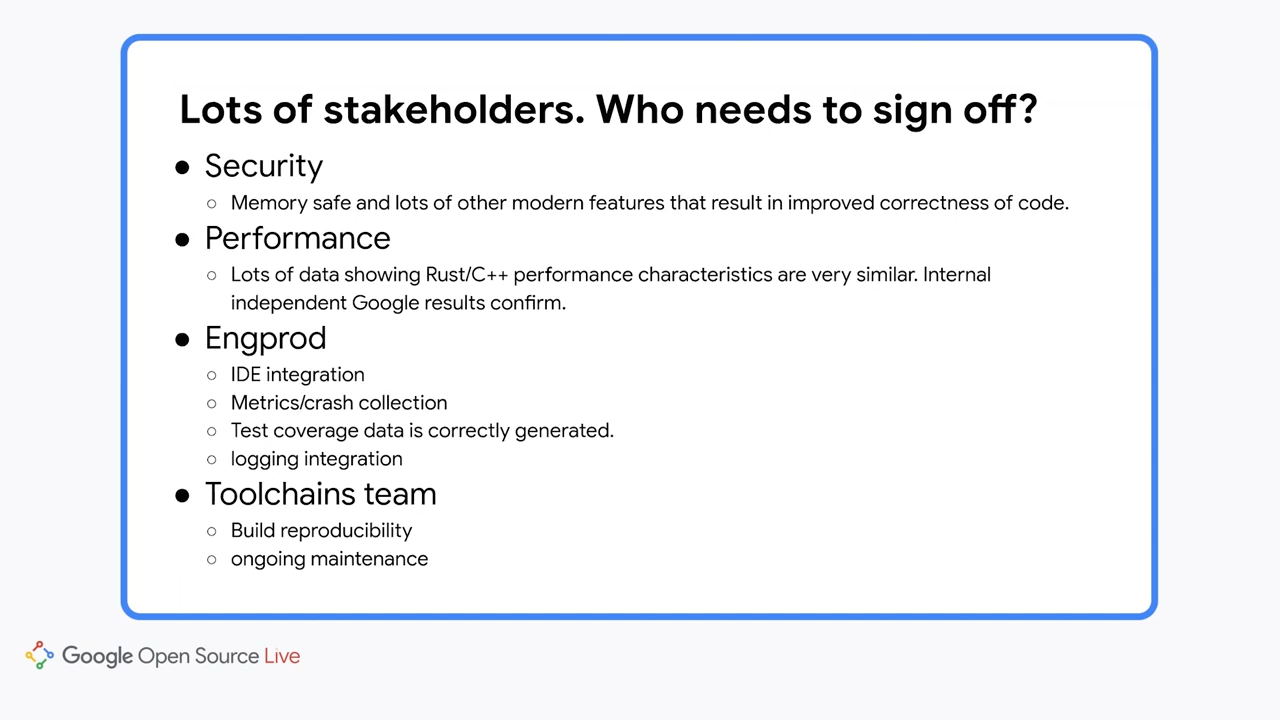 Lots of stakeholders. Who needs to sign off?
● Security
○ Memory safe and lots of other modern features that result in improved correctness of code.
● Performance
○ Lots of data showing Rust/C++ performance characteristics are very similar. Internal
independent Google results confirm.
● Engprod
○ IDE integration
○ Metrics/crash collection
○ Test coverage data is correctly generated.
○ logging integration
● Toolchains team
○ Build reproducibility
○ ongoing maintenance
Google Open Source Live